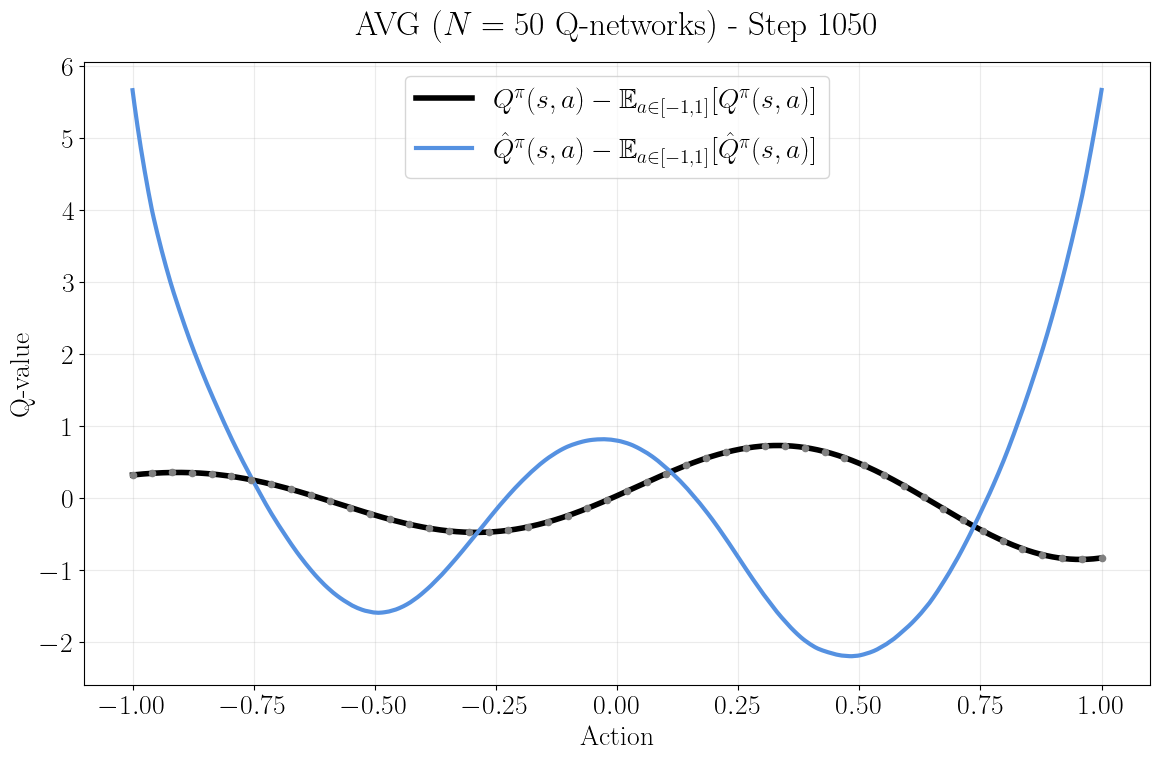 AVG (N = 50 Q-networks) - Step 1050
Q^π(s, a) − 𝔼_{a∈[−1,1]}[Q^π(s, a)]
Q̂^π(s, a) − 𝔼_{a∈[−1,1]}[Q̂^π(s, a)]
Q-value
6
5
4
3
2
1
0
−1
−2
−1.00 −0.75 −0.50 −0.25 0.00 0.25 0.50 0.75 1.00
Action